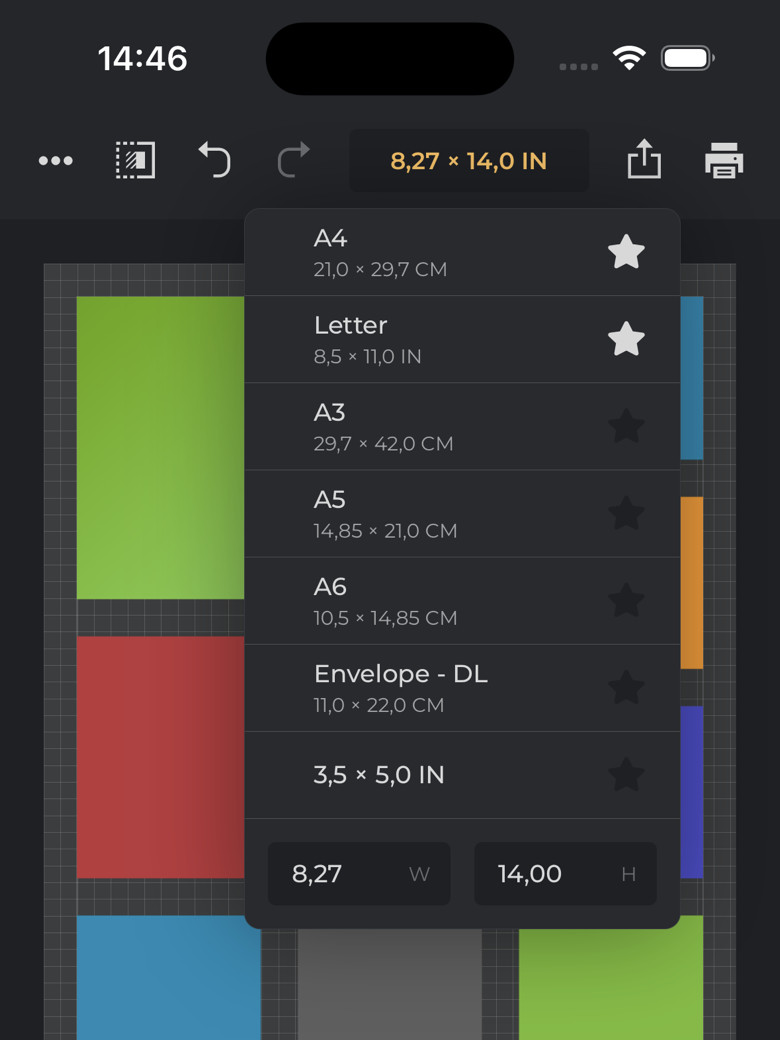 14:46
8,27 × 14,0 IN
A4
21,0 × 29,7 CM
Letter
8,5 × 11,0 IN
A3
29,7 × 42,0 CM
A5
14,85 × 21,0 CM
A6
10,5 × 14,85 CM
Envelope - DL
11,0 × 22,0 CM
3,5 × 5,0 IN
8,27 W 14,00 H